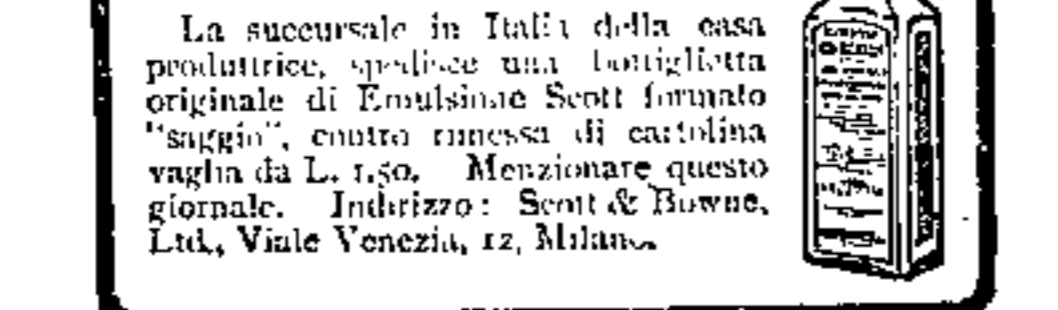 La succursale in Italia della casa
produttrice, spedisce una bottiglietta
originale di Emulsione Scott formato
"saggio", contro rimessa di cartolina
vaglia da L. 1.50. Menzionare questo
giornale. Indirizzo: Scott & Bowne,
Ltd., Viale Venezia, 12, Milano.